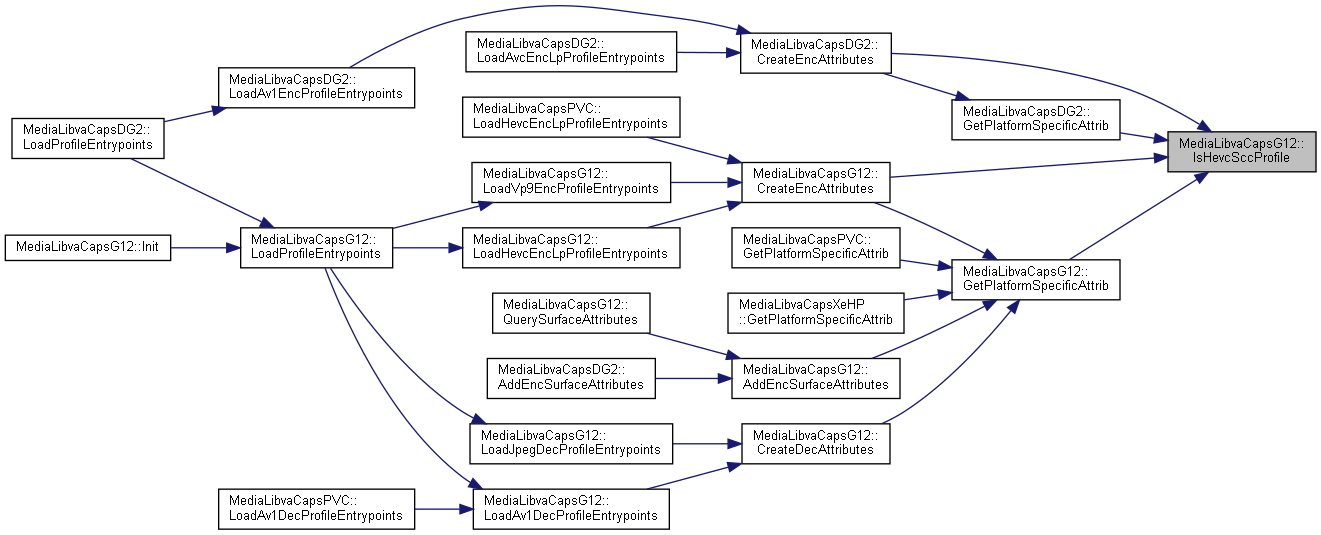 MediaLibvaCapsDG2::
CreateEncAttributes
MediaLibvaCapsDG2::
LoadAvcEncLpProfileEntrypoints
MediaLibvaCapsDG2::
LoadAv1EncProfileEntrypoints
MediaLibvaCapsPVC::
LoadHevcEncLpProfileEntrypoints
MediaLibvaCapsDG2::
GetPlatformSpecificAttrib
MediaLibvaCapsDG2::
LoadProfileEntrypoints
MediaLibvaCapsG12::
IsHevcSccProfile
MediaLibvaCapsG12::
LoadVp9EncProfileEntrypoints
MediaLibvaCapsG12::
CreateEncAttributes
MediaLibvaCapsG12::Init
MediaLibvaCapsG12::
LoadProfileEntrypoints
MediaLibvaCapsG12::
LoadHevcEncLpProfileEntrypoints
MediaLibvaCapsPVC::
GetPlatformSpecificAttrib
MediaLibvaCapsG12::
GetPlatformSpecificAttrib
MediaLibvaCapsG12::
QuerySurfaceAttributes
MediaLibvaCapsXeHP
::GetPlatformSpecificAttrib
MediaLibvaCapsDG2::
AddEncSurfaceAttributes
MediaLibvaCapsG12::
AddEncSurfaceAttributes
MediaLibvaCapsG12::
LoadJpegDecProfileEntrypoints
MediaLibvaCapsG12::
CreateDecAttributes
MediaLibvaCapsPVC::
LoadAv1DecProfileEntrypoints
MediaLibvaCapsG12::
LoadAv1DecProfileEntrypoints